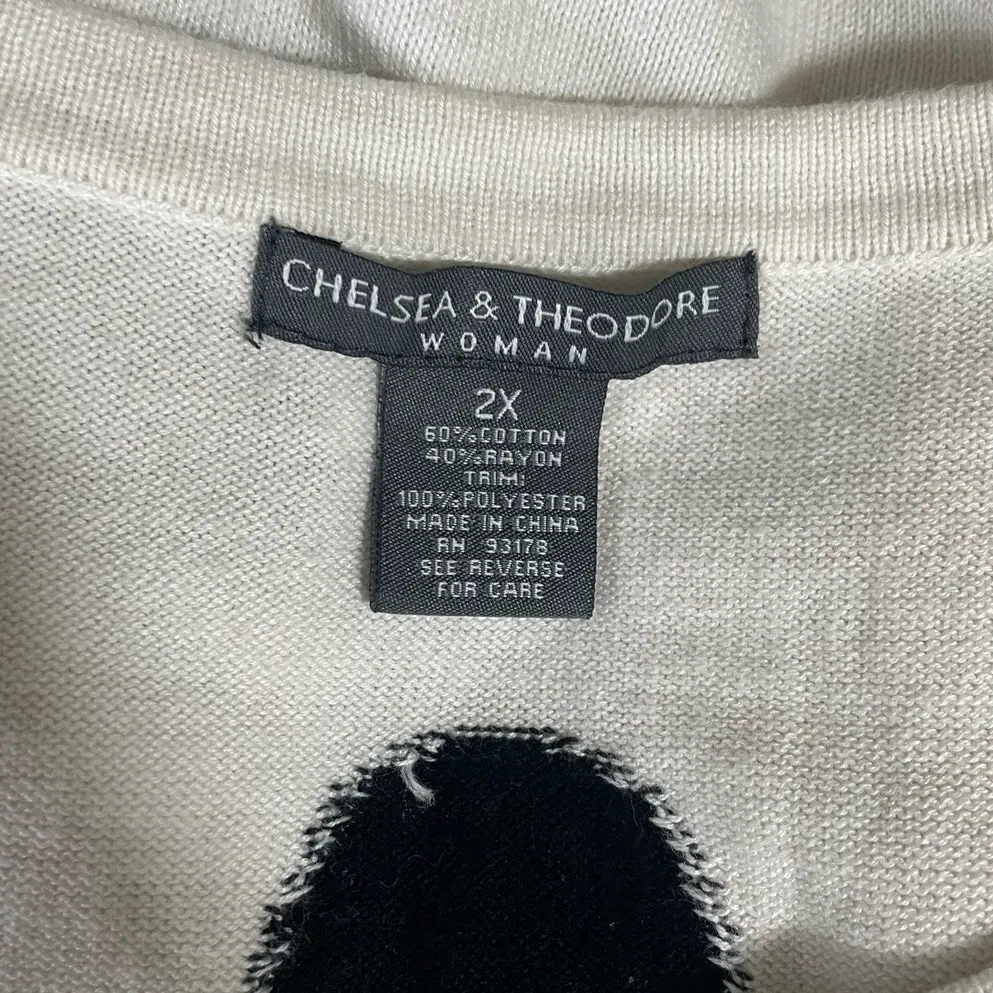 CHELSEA & THEODORE
WOMAN
2X
60%COTTON
40%RAYON
TRIM:
100%POLYESTER
MADE IN CHINA
RN 93178
SEE REVERSE
FOR CARE